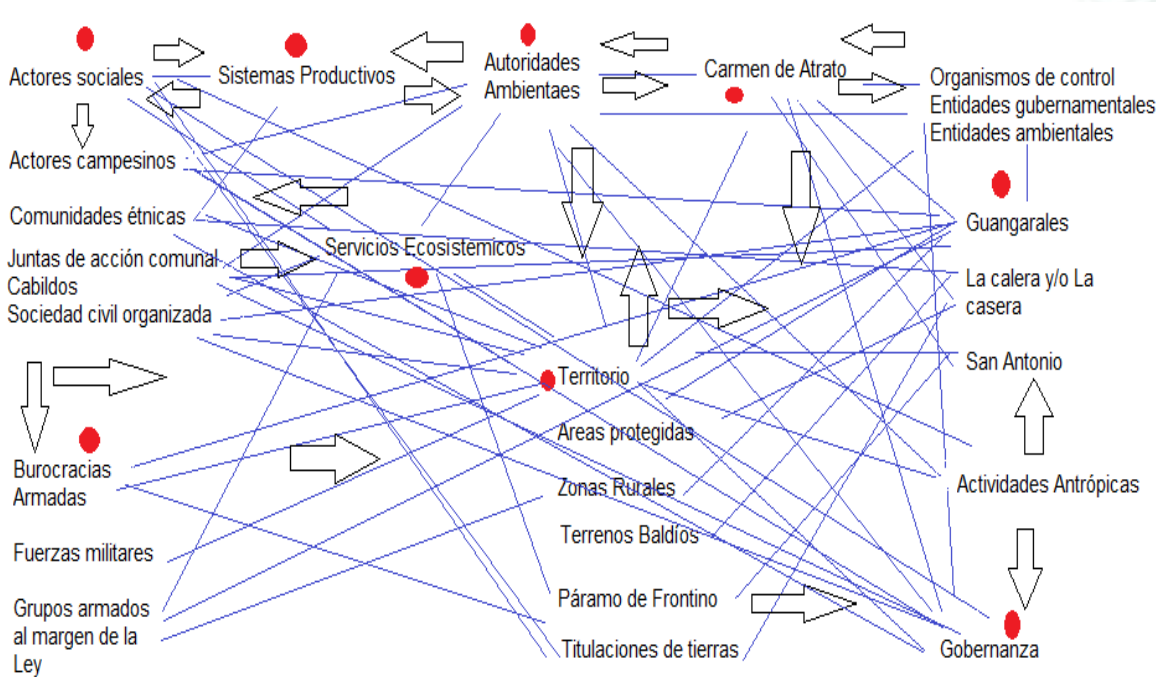 Actores sociales
Sistemas Productivos
Autoridades
Ambientaes
Carmen de Atrato
Organismos de control
Entidades gubernamentales
Entidades ambientales
Actores campesinos
Comunidades étnicas
Guangarales
Juntas de acción comunal
Cabildos
Sociedad civil organizada
Servicios Ecosistemicos
La calera y/o La
casera
San Antonio
Territorio
Areas protegidas
Burocracias
Armadas
Zonas Rurales
Actividades Antrópicas
Terrenos Baldíos
Fuerzas militares
Páramo de Frontino
Grupos armados
al margen de la
Ley
Titulaciones de tierras
Gobernanza